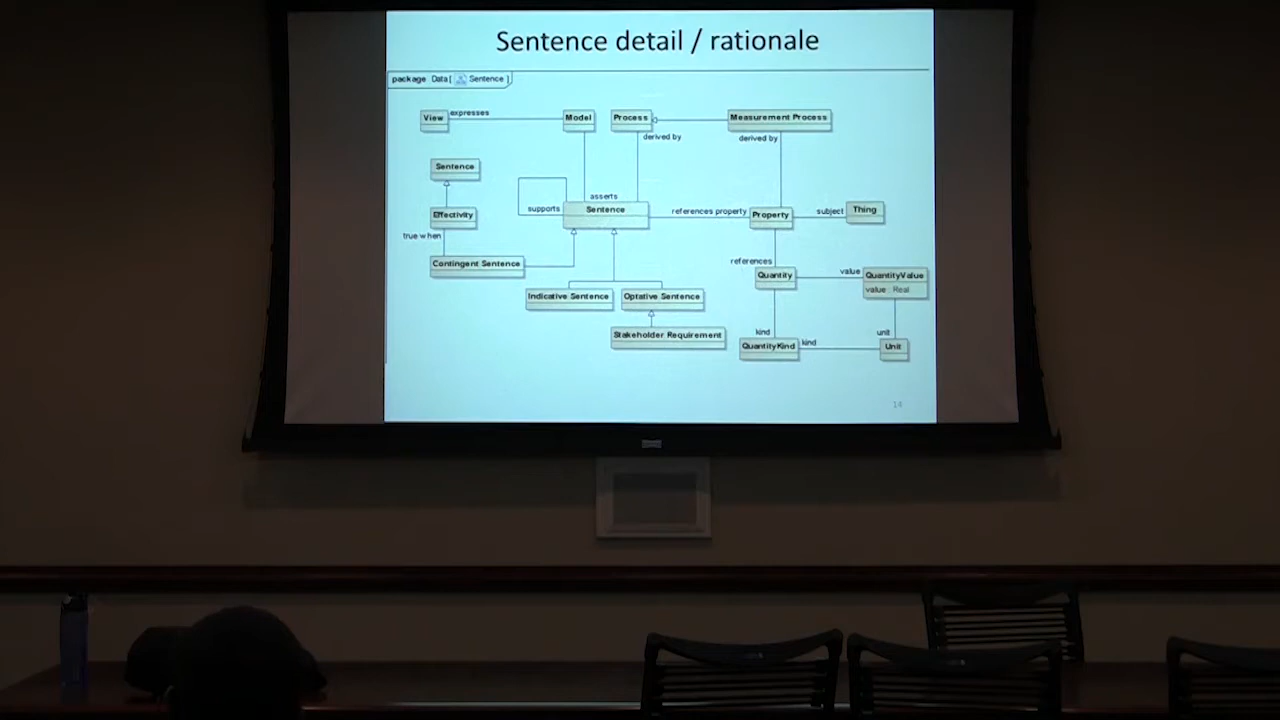 Sentence detail / rationale
package Data [ Sentence ]
View expresses Model Process Measurement Process
derived by derived by
Sentence
asserts
supports Sentence references property Property subject Thing
Effectivity
true when
Contingent Sentence references
Quantity value QuantityValue
value : Real
Indicative Sentence Optative Sentence
Stakeholder Requirement kind unit
QuantityKind kind Unit
14